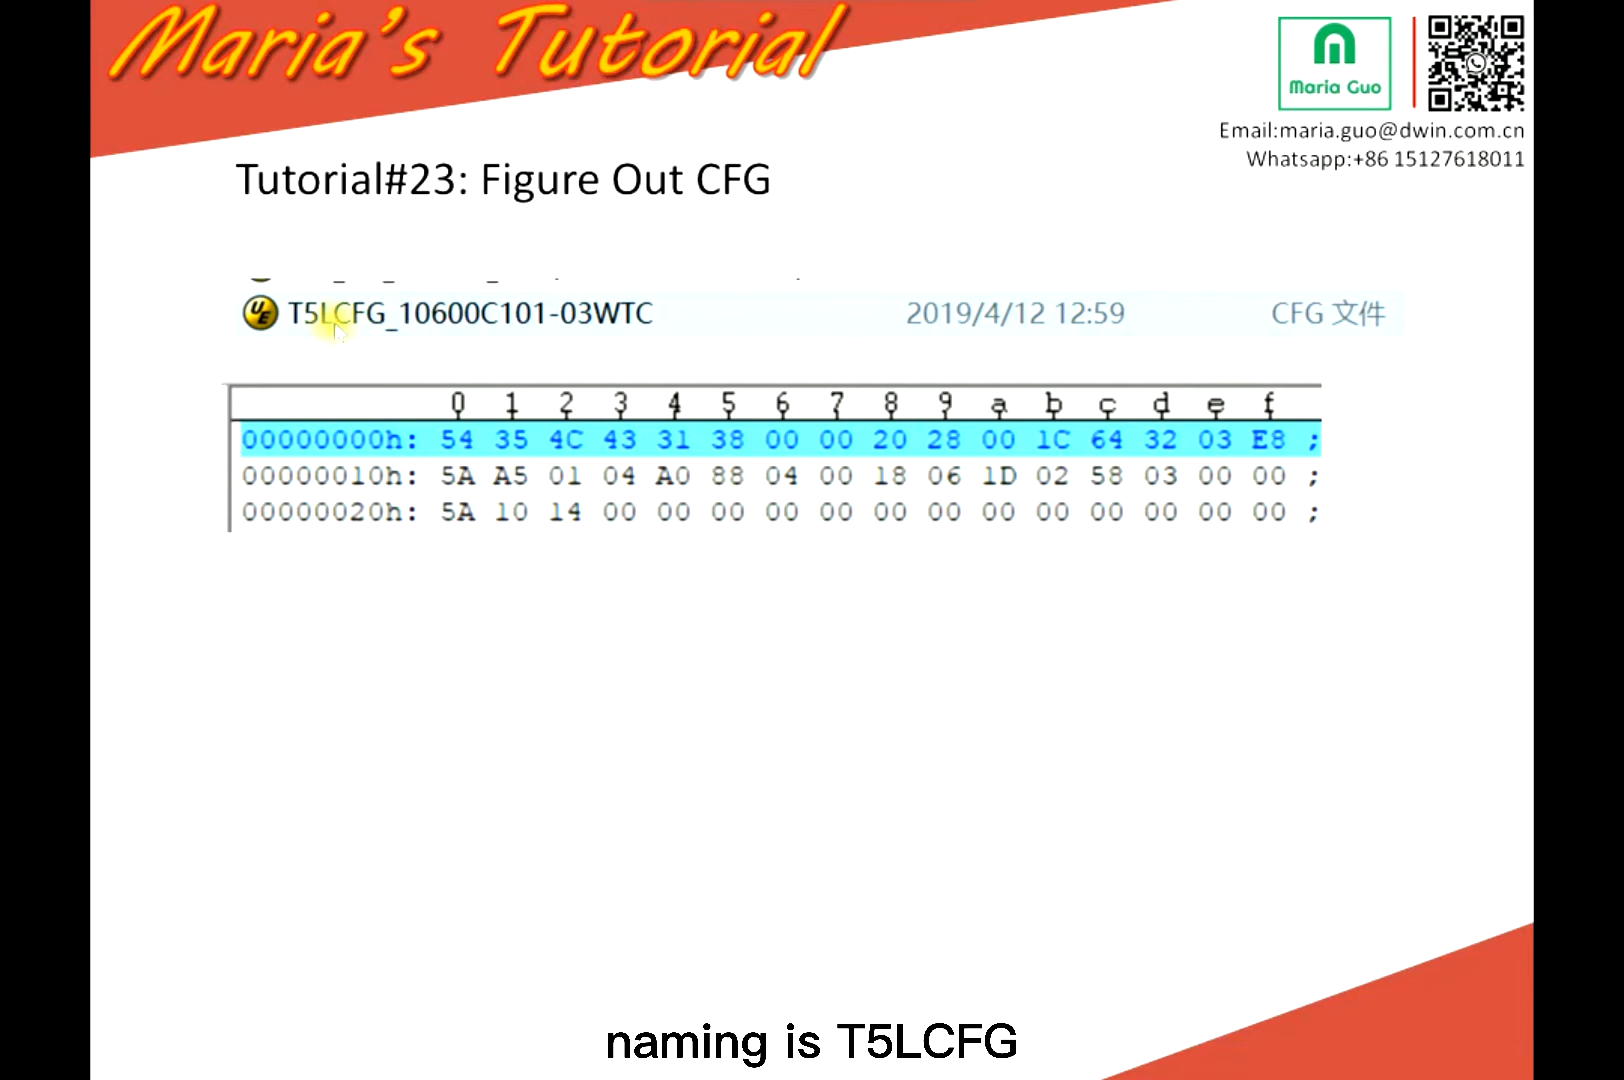 Maria's Tutorial
Maria Guo
Email:maria.guo@dwin.com.cn
Whatsapp:+86 15127618011
Tutorial#23: Figure Out CFG
T5LCFG_10600C101-03WTC 2019/4/12 12:59 CFG 文件
0 1 2 3 4 5 6 7 8 9 a b c d e f
00000000h: 54 35 4C 43 31 38 00 00 20 28 00 1C 64 32 03 E8 ;
00000010h: 5A A5 01 04 A0 88 04 00 18 06 1D 02 58 03 00 00 ;
00000020h: 5A 10 14 00 00 00 00 00 00 00 00 00 00 00 00 00 ;
naming is T5LCFG